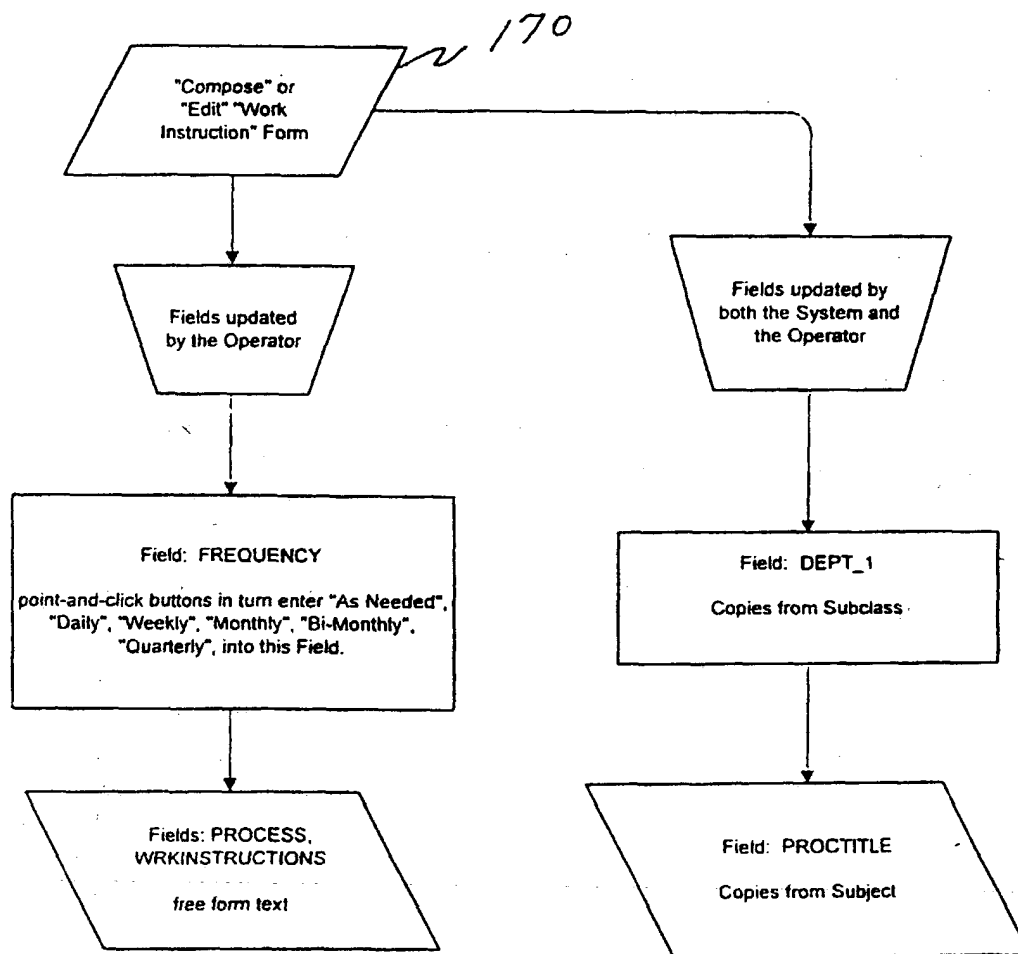 170
"Compose" or
"Edit" "Work
Instruction" Form
Fields updated
by the Operator
Fields updated by
both the System and
the Operator
Field: FREQUENCY
point-and-click buttons in turn enter "As Needed",
"Daily", "Weekly", "Monthly", "Bi-Monthly",
"Quarterly", into this Field.
Field: DEPT_1
Copies from Subclass
Fields: PROCESS,
WRKINSTRUCTIONS
free form text
Field: PROCTITLE
Copies from Subject